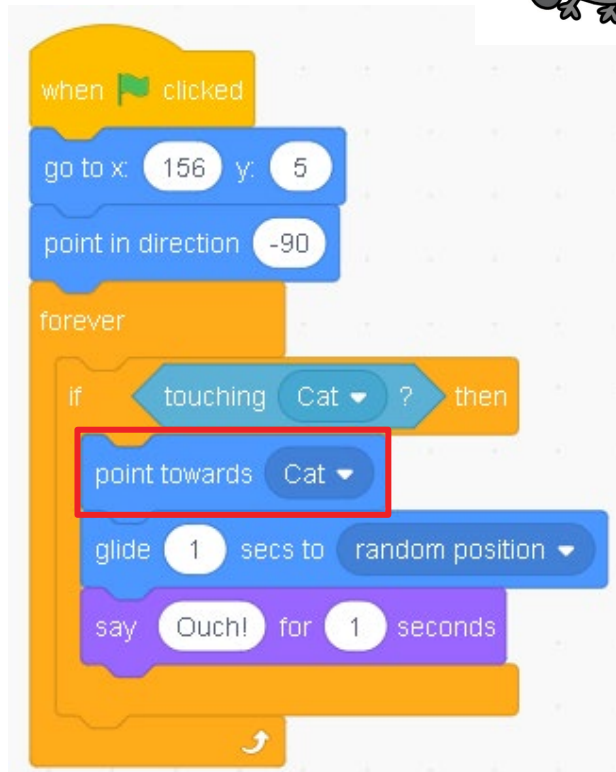 when clicked
go to x: 156 y: 5
point in direction -90
forever
if touching Cat ? then
point towards Cat
glide 1 secs to random position
say Ouch! for 1 seconds